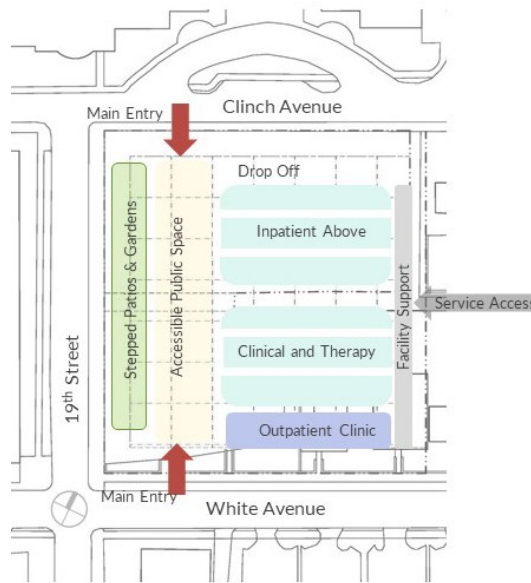 Clinch Avenue
Main Entry
Drop Off
Stepped Patios & Gardens
Accessible Public Space
Inpatient Above
Facility Support
Service Access
Clinical and Therapy
19th Street
Outpatient Clinic
Main Entry
White Avenue